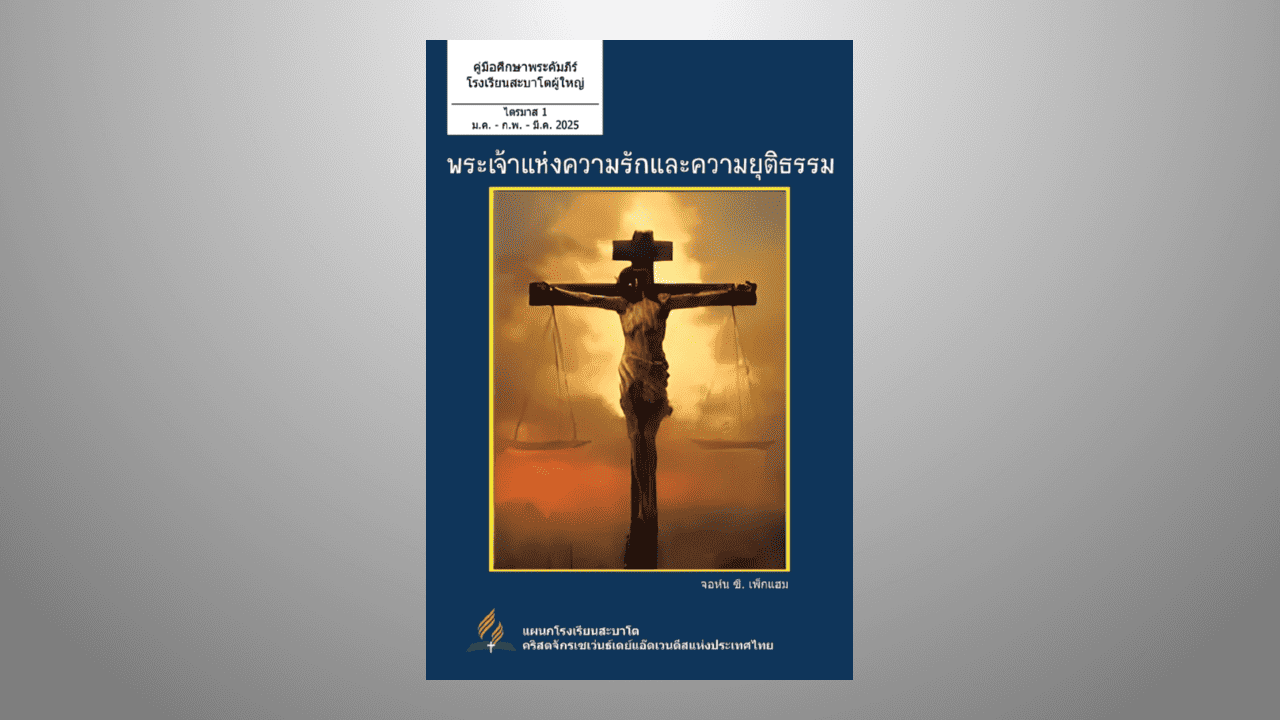 คู่มือศึกษาพระคัมภีร์
โรงเรียนสะบาโตผู้ใหญ่
ไตรมาส 1
ม.ค. - ก.พ. - มี.ค. 2025
พระเจ้าแห่งความรักและความยุติธรรม
จอห์น ซี. เพ็กแฮม
แผนกโรงเรียนสะบาโต
คริสตจักรเซเว่นธ์เดย์แอ๊ดเวนตีสแห่งประเทศไทย